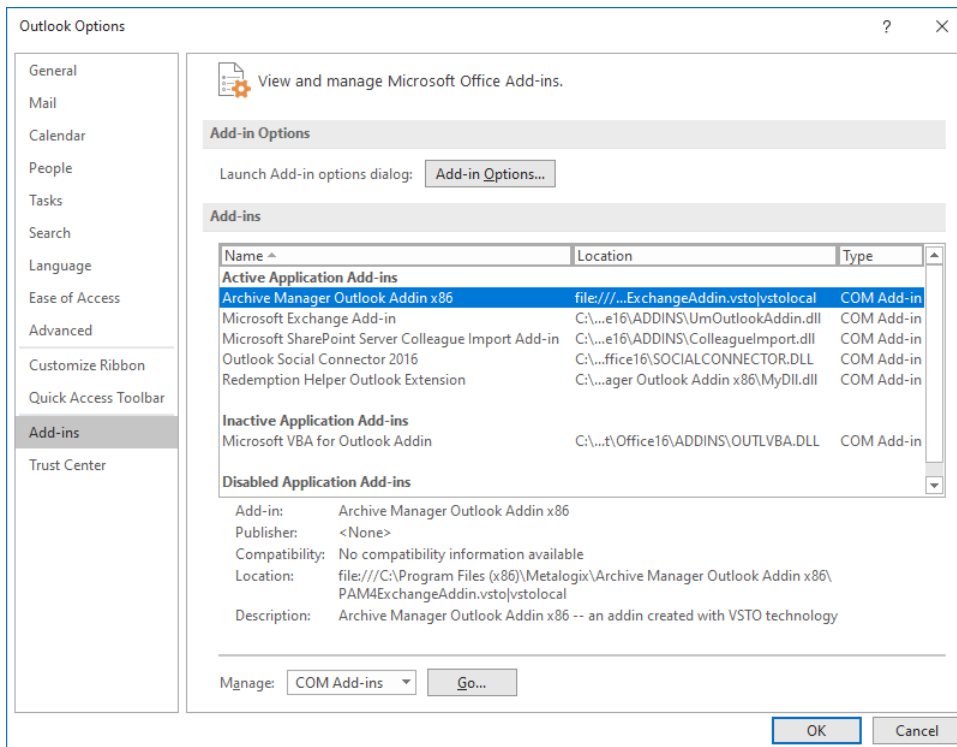 Outlook Options ? ×
General
Mail
Calendar
People
Tasks
Search
Language
Ease of Access
Advanced
Customize Ribbon
Quick Access Toolbar
Add-ins
Trust Center
View and manage Microsoft Office Add-ins.
Add-in Options
Launch Add-in options dialog: Add-in Options...
Add-ins
Name Location Type
Active Application Add-ins
Archive Manager Outlook Addin x86 file:///...ExchangeAddin.vsto|vstolocal COM Add-in
Microsoft Exchange Add-in C:\...e16\ADDINS\UmOutlookAddin.dll COM Add-in
Microsoft SharePoint Server Colleague Import Add-in C:\...e16\ADDINS\ColleagueImport.dll COM Add-in
Outlook Social Connector 2016 C:\...ffice16\SOCIALCONNECTOR.DLL COM Add-in
Redemption Helper Outlook Extension C:\...ager Outlook Addin x86\MyDll.dll COM Add-in
Inactive Application Add-ins
Microsoft VBA for Outlook Addin C:\...t\Office16\ADDINS\OUTLVBA.DLL COM Add-in
Disabled Application Add-ins
Add-in: Archive Manager Outlook Addin x86
Publisher: <None>
Compatibility: No compatibility information available
Location: file:///C:\Program Files (x86)\Metalogix\Archive Manager Outlook Addin x86\
PAM4ExchangeAddin.vsto|vstolocal
Description: Archive Manager Outlook Addin x86 -- an addin created with VSTO technology
Manage: COM Add-ins Go...
OK Cancel